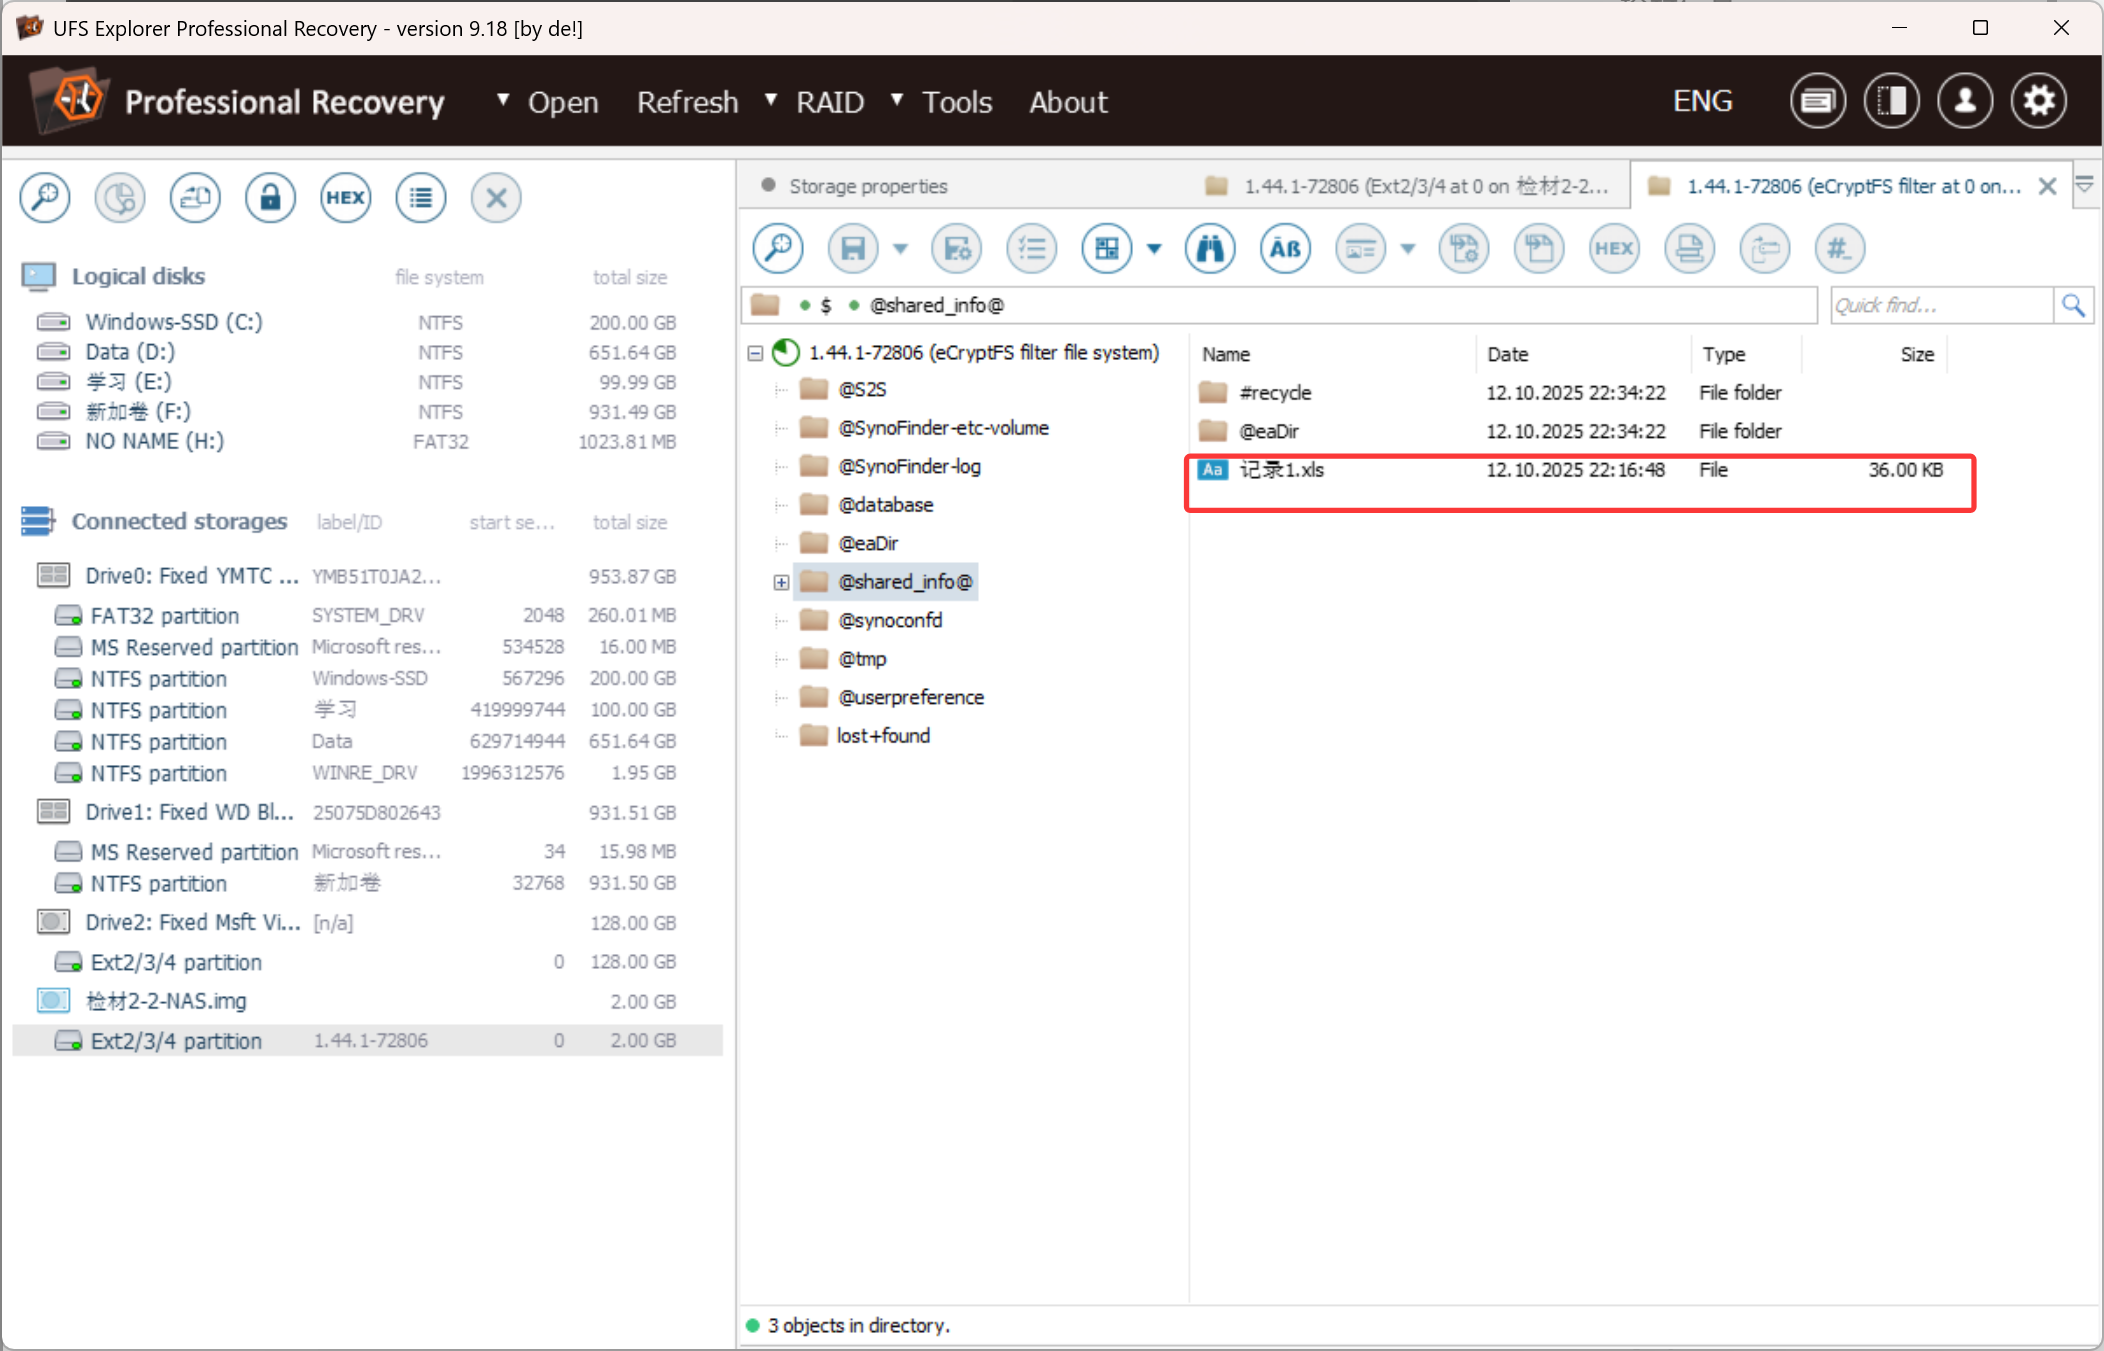 UFS Explorer Professional Recovery - version 9.18 [by de!]
Professional Recovery
Open
Refresh
RAID
Tools
About
ENG
HEX
Logical disks file system total size
Windows-SSD (C:) NTFS 200.00 GB
Data (D:) NTFS 651.64 GB
学习 (E:) NTFS 99.99 GB
新加卷 (F:) NTFS 931.49 GB
NO NAME (H:) FAT32 1023.81 MB
Connected storages label/ID start se... total size
Drive0: Fixed YMTC ... YMB51T0JA2... 953.87 GB
FAT32 partition SYSTEM_DRV 2048 260.01 MB
MS Reserved partition Microsoft res... 534528 16.00 MB
NTFS partition Windows-SSD 567296 200.00 GB
NTFS partition 学习 419999744 100.00 GB
NTFS partition Data 629714944 651.64 GB
NTFS partition WINRE_DRV 1996312576 1.95 GB
Drive1: Fixed WD Bl... 25075D802643 931.51 GB
MS Reserved partition Microsoft res... 34 15.98 MB
NTFS partition 新加卷 32768 931.50 GB
Drive2: Fixed Msft Vi... [n/a] 128.00 GB
Ext2/3/4 partition 0 128.00 GB
检材2-2-NAS.img 2.00 GB
Ext2/3/4 partition 1.44.1-72806 0 2.00 GB
Storage properties
1.44.1-72806 (Ext2/3/4 at 0 on 检材2-2...
1.44.1-72806 (eCryptFS filter at 0 on...
Āß
HEX
#_
$ @shared_info@
Quick find...
1.44.1-72806 (eCryptFS filter file system)
@S2S
@SynoFinder-etc-volume
@SynoFinder-log
@database
@eaDir
@shared_info@
@synoconfd
@tmp
@userpreference
lost+found
Name Date Type Size
#recycle 12.10.2025 22:34:22 File folder
@eaDir 12.10.2025 22:34:22 File folder
Aa 记录1.xls 12.10.2025 22:16:48 File 36.00 KB
3 objects in directory.